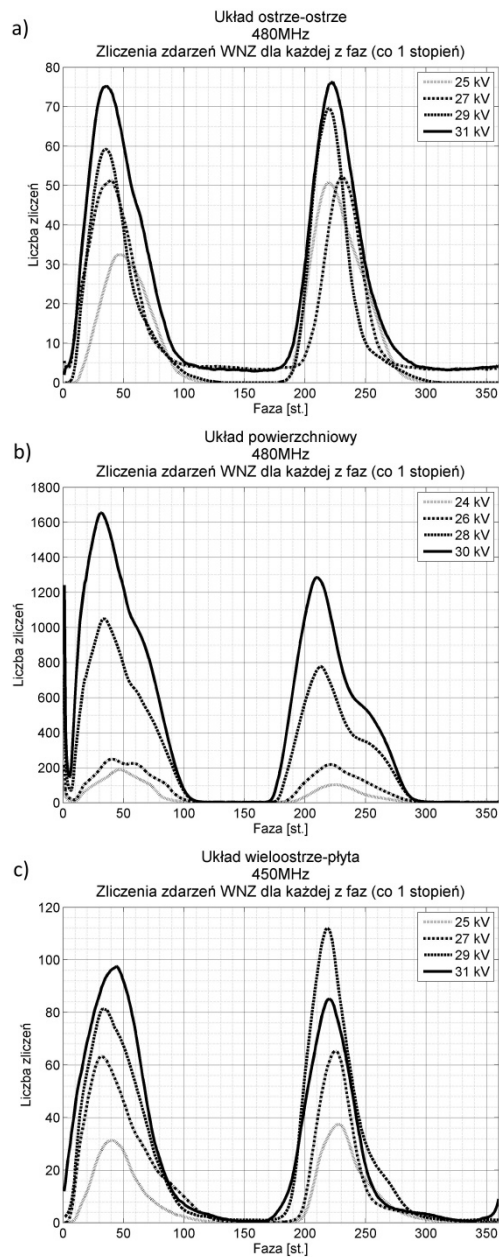 a)
Układ ostrze-ostrze
480MHz
Zliczenia zdarzeń WNZ dla każdej z faz (co 1 stopień)
80
70
60
50
40
30
20
10
0
Liczba zliczeń
25 kV
27 kV
29 kV
31 kV
0 50 100 150 200 250 300 350
Faza [st.]
b)
Układ powierzchniowy
480MHz
Zliczenia zdarzeń WNZ dla każdej z faz (co 1 stopień)
1800
1600
1400
1200
1000
800
600
400
200
0
Liczba zliczeń
24 kV
26 kV
28 kV
30 kV
0 50 100 150 200 250 300 350
Faza [st.]
c)
Układ wieloostrze-płyta
450MHz
Zliczenia zdarzeń WNZ dla każdej z faz (co 1 stopień)
120
100
80
60
40
20
0
Liczba zliczeń
25 kV
27 kV
29 kV
31 kV
0 50 100 150 200 250 300 350
Faza [st.]